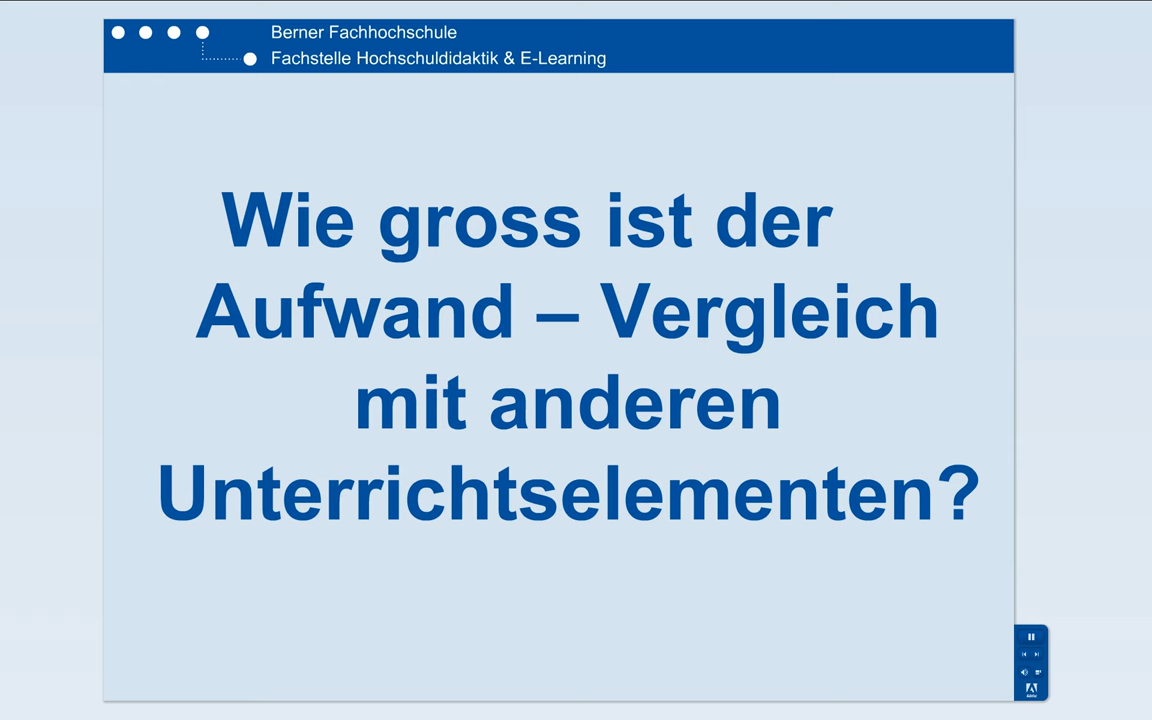 Berner Fachhochschule
Fachstelle Hochschuldidaktik & E-Learning
Wie gross ist der
Aufwand – Vergleich
mit anderen
Unterrichtselementen?